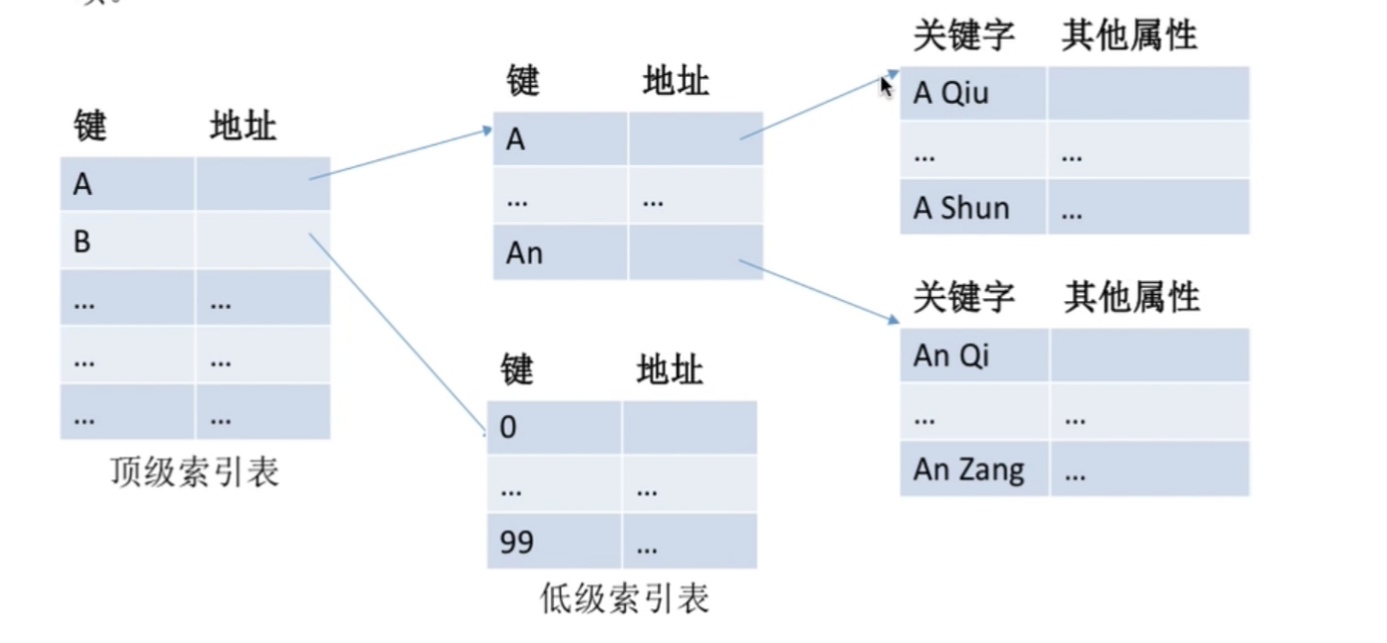 键 地址
A
B
... ...
... ...
... ...
顶级索引表
键 地址
A
... ...
An
键 地址
0
... ...
99 ...
低级索引表
关键字 其他属性
A Qiu
... ...
A Shun ...
关键字 其他属性
An Qi
... ...
An Zang ...